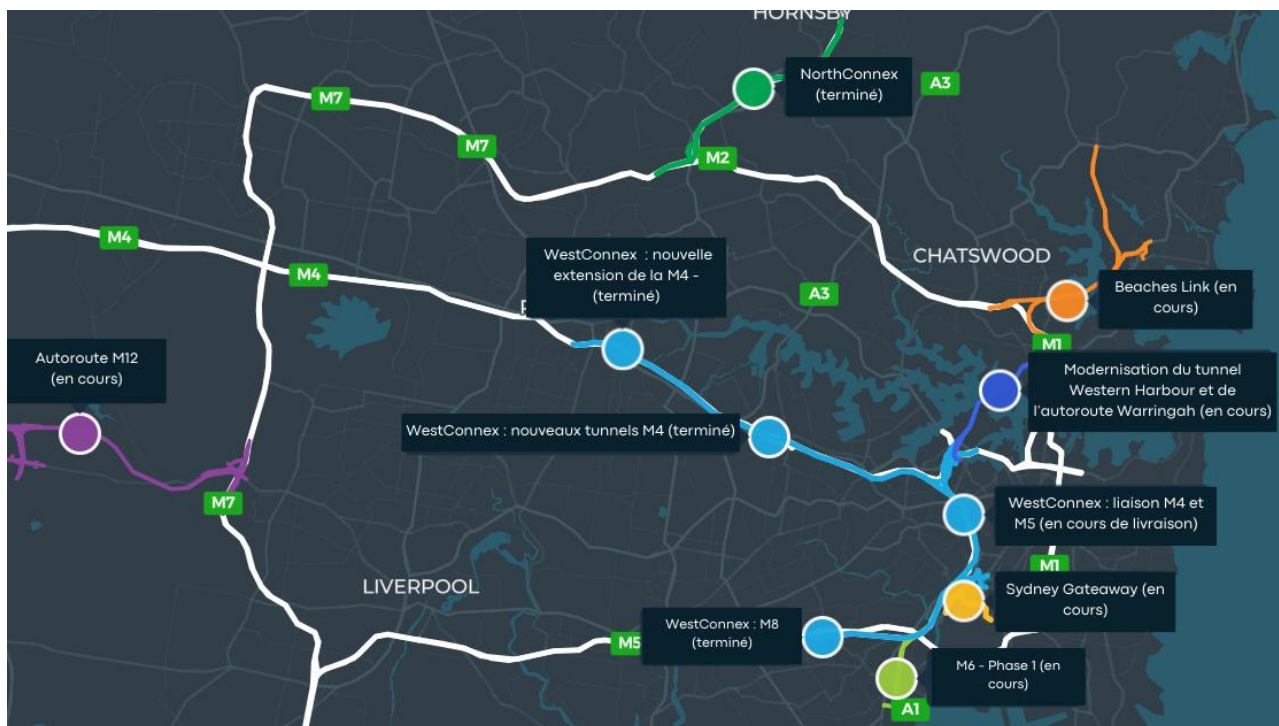 HORNSBY
NorthConnex
(terminé)
A3
M7
M7
M2
M4
WestConnex : nouvelle
extension de la M4 -
(terminé)
CHATSWOOD
M4
A3
Beaches Link (en
cours)
P
M1
Autoroute M12
(en cours)
Modernisation du tunnel
Western Harbour et de
l'autoroute Warringah (en cours)
WestConnex : nouveaux tunnels M4 (terminé)
M7
WestConnex : liaison M4 et
M5 (en cours de livraison)
M1
LIVERPOOL
Sydney Gateaway (en
cours)
M5
WestConnex : M8
(terminé)
M6 - Phase 1 (en
cours)
A1